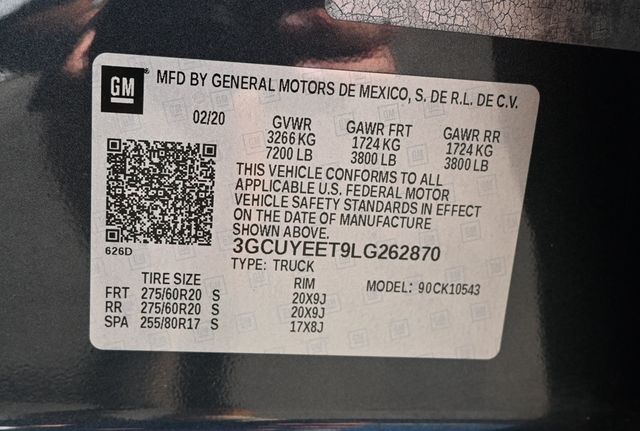 GM® MFD BY GENERAL MOTORS DE MEXICO, S. DE R.L. DE C.V.
02/20 GVWR GAWR FRT GAWR RR
3266 KG 1724 KG 1724 KG
7200 LB 3800 LB 3800 LB
THIS VEHICLE CONFORMS TO ALL
APPLICABLE U.S. FEDERAL MOTOR
VEHICLE SAFETY STANDARDS IN EFFECT
ON THE DATE OF MANUFACTURE
SHOWN ABOVE.
626D 3GCUYEET9LG262870
TYPE: TRUCK
TIRE SIZE RIM MODEL: 90CK10543
FRT 275/60R20 S 20X9J
RR 275/60R20 S 20X9J
SPA 255/80R17 S 17X8J